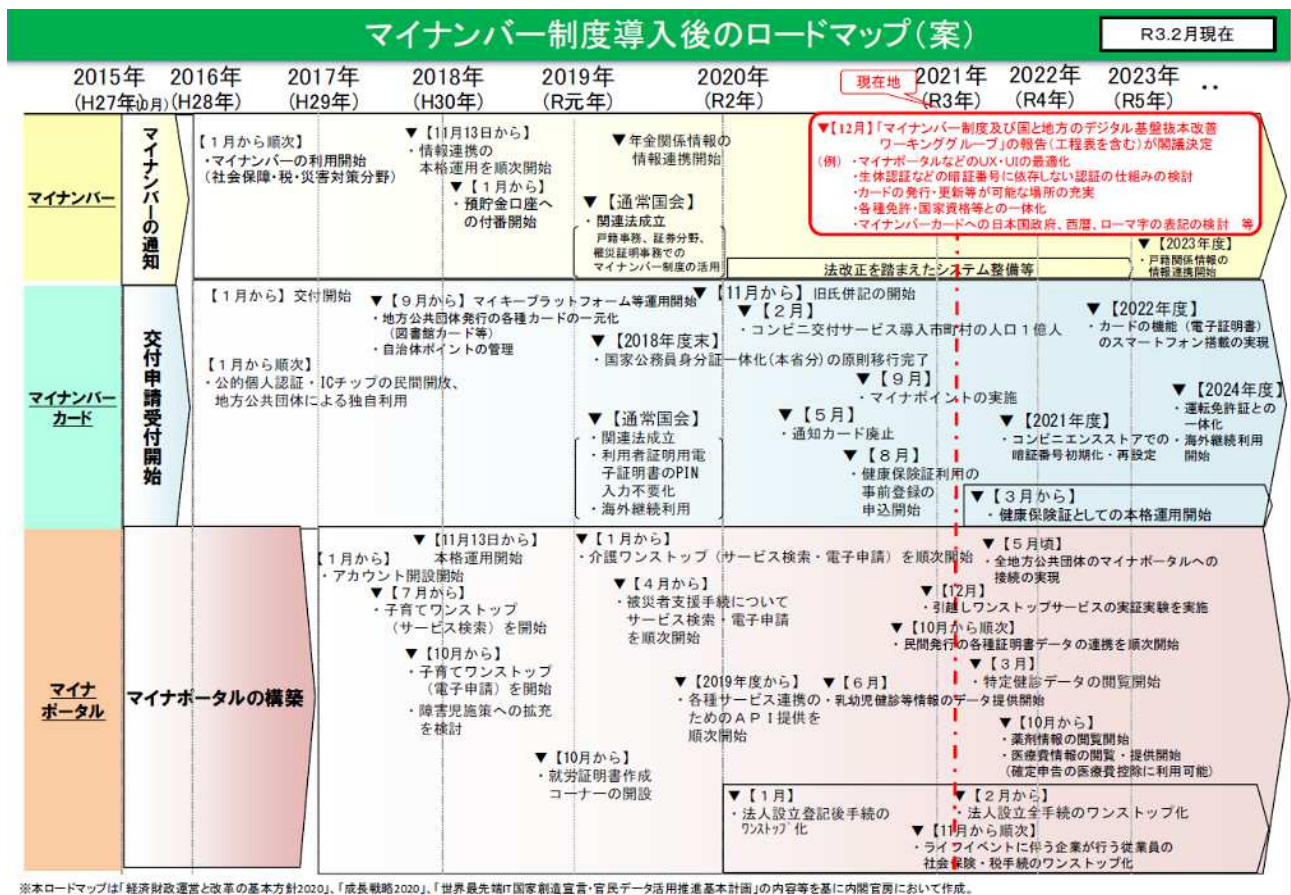 マイナンバー制度導入後のロードマップ（案）
R3.2月現在
2015年
(H27年10月)
2016年
(H28年)
2017年
(H29年)
2018年
(H30年)
2019年
(R元年)
2020年
(R2年)
現在地
2021年
(R3年)
2022年
(R4年)
2023年
(R5年)
‥
マイナンバー
マイナンバーの通知
【１月から順次】
・マイナンバーの利用開始
（社会保障・税・災害対策分野）
▼【11月13日から】
・情報連携の
本格運用を順次開始
▼【１月から】
・預貯金口座へ
の付番開始
▼年金関係情報の
情報連携開始
▼【通常国会】
・関連法成立
戸籍事務、証券分野、
罹災証明事務での
マイナンバー制度の活用
▼【12月】「マイナンバー制度及び国と地方のデジタル基盤抜本改善
ワーキンググループ」の報告（工程表を含む）が閣議決定
（例）・マイナポータルなどのUX・UIの最適化
・生体認証などの暗証番号に依存しない認証の仕組みの検討
・カードの発行・更新等が可能な場所の充実
・各種免許・国家資格等との一体化
・マイナンバーカードへの日本国政府、西暦、ローマ字の表記の検討　等
法改正を踏まえたシステム整備等
▼【2023年度】
・戸籍関係情報の
情報連携開始
マイナンバー
カード
交付申請受付開始
【１月から】交付開始
【１月から順次】
・公的個人認証・ICチップの民間開放、
地方公共団体による独自利用
▼【９月から】マイキープラットフォーム等運用開始
・地方公共団体発行の各種カードの一元化
（図書館カード等）
・自治体ポイントの管理
▼【11月から】旧氏併記の開始
▼【２月】
・コンビニ交付サービス導入市町村の人口１億人
▼【2018年度末】
・国家公務員身分証一体化（本省分）の原則移行完了
▼【通常国会】
・関連法成立
・利用者証明用電
子証明書のPIN
入力不要化
・海外継続利用
▼【９月】
・マイナポイントの実施
▼【５月】
・通知カード廃止
▼【８月】
・健康保険証利用の
事前登録の
申込開始
▼【2022年度】
・カードの機能（電子証明書）
のスマートフォン搭載の実現
▼【2021年度】
・コンビニエンスストアでの
暗証番号初期化・再設定
▼【2024年度】
・運転免許証との
一体化
・海外継続利用
開始
▼【３月から】
・健康保険証としての本格運用開始
マイナ
ポータル
マイナポータルの構築
【１月から】
・アカウント開設開始
▼【11月13日から】
本格運用開始
▼【７月から】
・子育てワンストップ
（サービス検索）を開始
▼【10月から】
・子育てワンストップ
（電子申請）を開始
・障害児施策への拡充
を検討
▼【１月から】
・介護ワンストップ（サービス検索・電子申請）を順次開始
▼【４月から】
・被災者支援手続について
サービス検索・電子申請
を順次開始
▼【2019年度から】
・各種サービス連携の
ためのＡＰＩ提供を
順次開始
▼【６月】
・乳幼児健診等情報のデータ提供開始
▼【10月から】
・就労証明書作成
コーナーの開設
▼【５月頃】
・全地方公共団体のマイナポータルへの
接続の実現
▼【12月】
・引越しワンストップサービスの実証実験を実施
▼【10月から順次】
・民間発行の各種証明書データの連携を順次開始
▼【３月】
・特定健診データの閲覧開始
▼【10月から】
・薬剤情報の閲覧開始
・医療費情報の閲覧・提供開始
（確定申告の医療費控除に利用可能）
▼【１月】
・法人設立登記後手続の
ワンストップ化
▼【２月から】
・法人設立全手続のワンストップ化
▼【11月から順次】
・ライフイベントに伴う企業が行う従業員の
社会保険・税手続のワンストップ化
※本ロードマップは「経済財政運営と改革の基本方針2020」、「成長戦略2020」、「世界最先端IT国家創造宣言・官民データ活用推進基本計画」の内容等を基に内閣官房において作成。